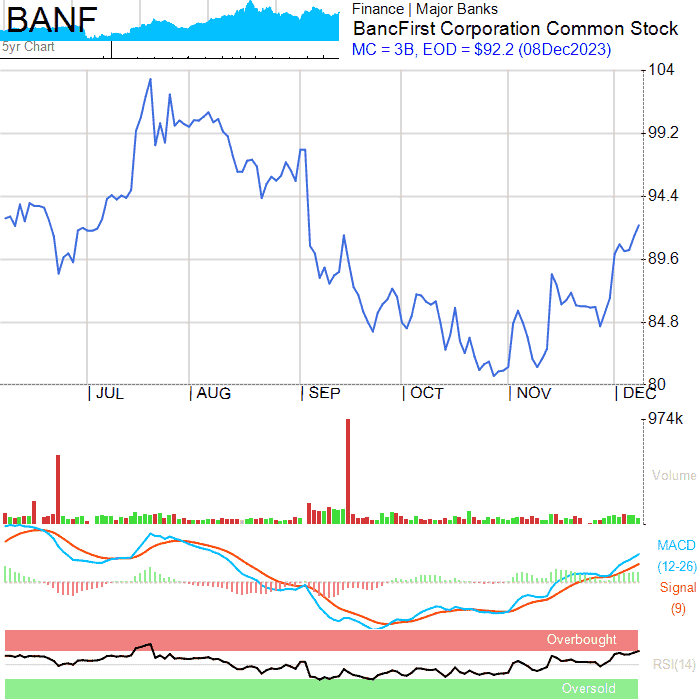 BANF
5yr Chart
Finance | Major Banks
BancFirst Corporation Common Stock
MC = 3B, EOD = $92.2 (08Dec2023)
104
99.2
94.4
89.6
84.8
80
JUL AUG SEP OCT NOV DEC
974k
Volume
MACD
(12-26)
Signal
(9)
Overbought
RSI(14)
Oversold